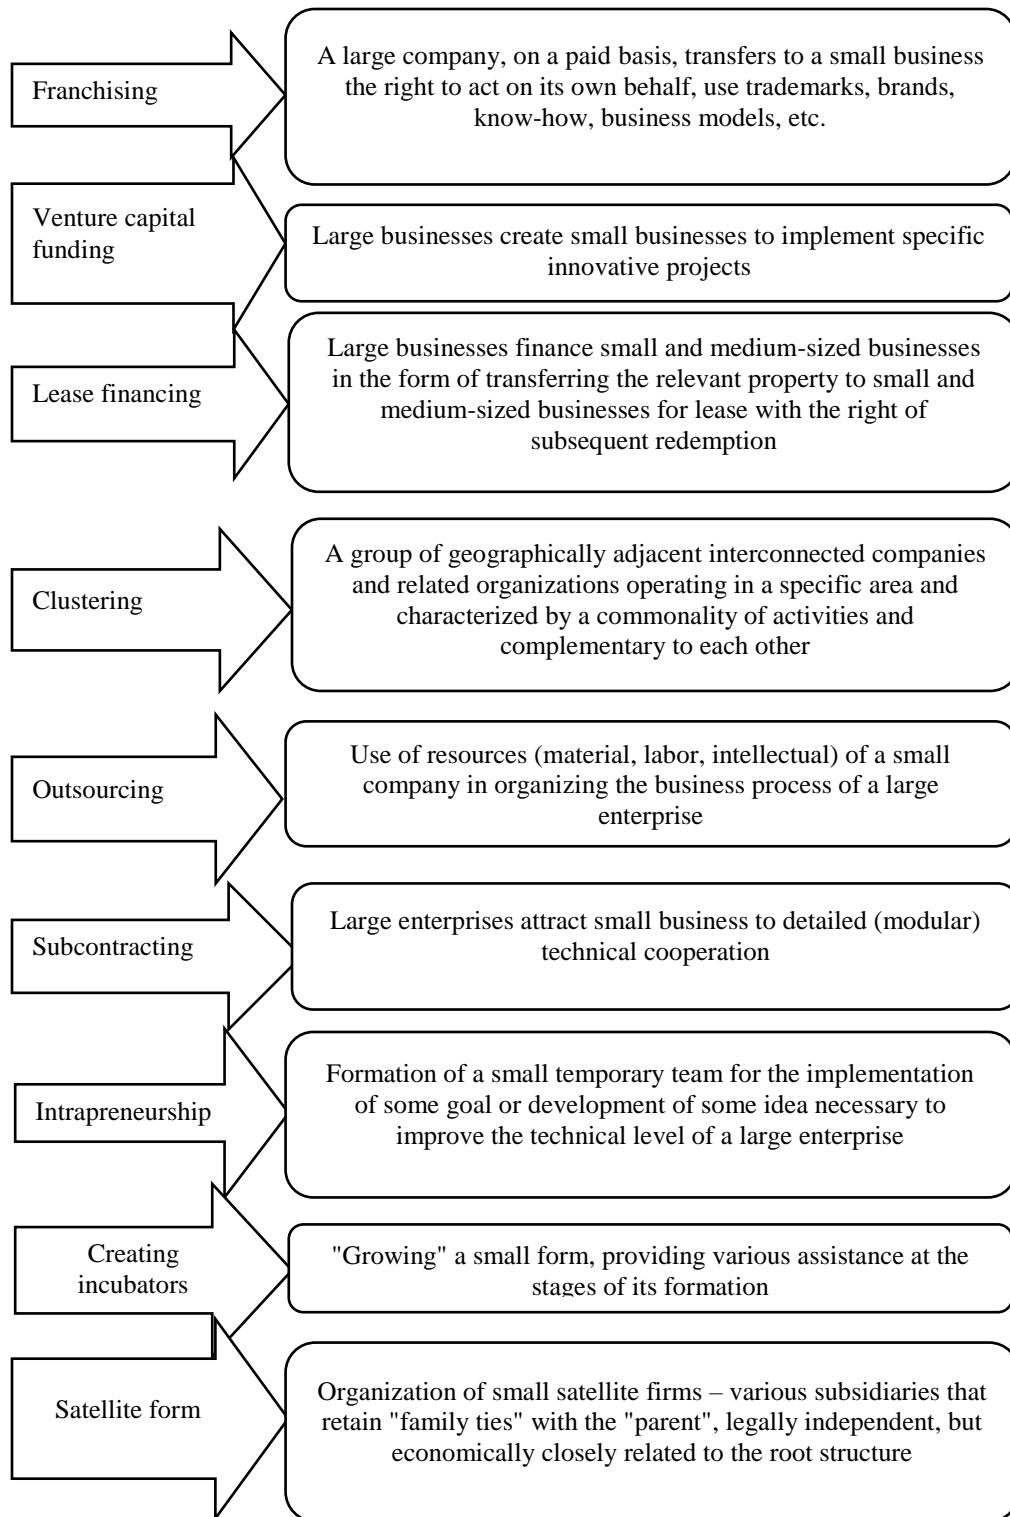 Franchising
A large company, on a paid basis, transfers to a small business
the right to act on its own behalf, use trademarks, brands,
know-how, business models, etc.
Venture capital
funding
Large businesses create small businesses to implement specific
innovative projects
Lease financing
Large businesses finance small and medium-sized businesses
in the form of transferring the relevant property to small and
medium-sized businesses for lease with the right of
subsequent redemption
Clustering
A group of geographically adjacent interconnected companies
and related organizations operating in a specific area and
characterized by a commonality of activities and
complementary to each other
Outsourcing
Use of resources (material, labor, intellectual) of a small
company in organizing the business process of a large
enterprise
Subcontracting
Large enterprises attract small business to detailed (modular)
technical cooperation
Intrapreneurship
Formation of a small temporary team for the implementation
of some goal or development of some idea necessary to
improve the technical level of a large enterprise
Creating
incubators
"Growing" a small form, providing various assistance at the
stages of its formation
Satellite form
Organization of small satellite firms – various subsidiaries that
retain "family ties" with the "parent", legally independent, but
economically closely related to the root structure